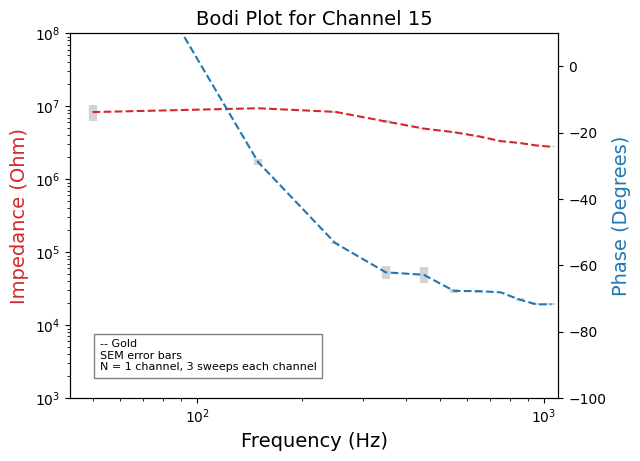 Bodi Plot for Channel 15
Impedance (Ohm)
10^8
10^7
10^6
10^5
10^4
10^3
0
−20
−40
−60
−80
−100
Phase (Degrees)
-- Gold
SEM error bars
N = 1 channel, 3 sweeps each channel
10^2
10^3
Frequency (Hz)